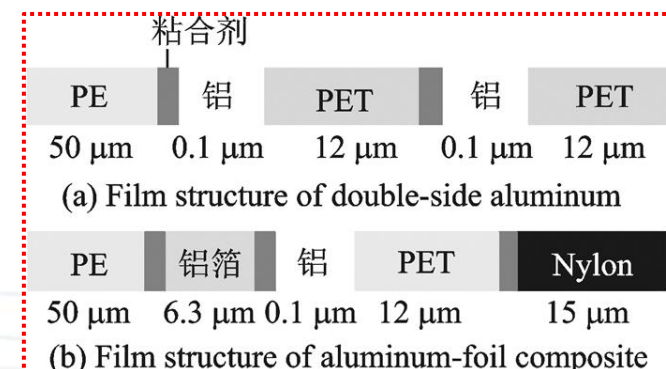 粘合剂
PE 铝 PET 铝 PET
50 μm 0.1 μm 12 μm 0.1 μm 12 μm
(a) Film structure of double-side aluminum
PE 铝箔 铝 PET Nylon
50 μm 6.3 μm 0.1 μm 12 μm 15 μm
(b) Film structure of aluminum-foil composite